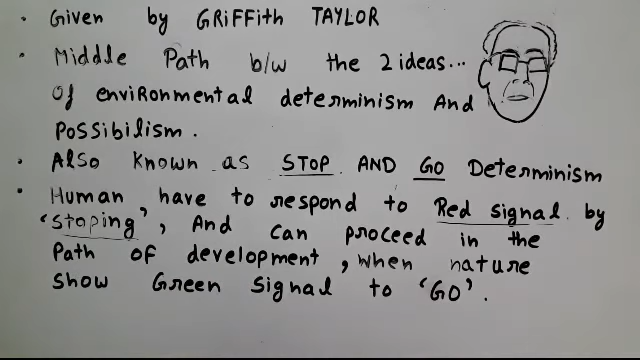 • Given by GRiFFith TAYLOR
• Middle Path b/w the 2 ideas...
Of enviRonmental determinism And
Possibilism.
• Also Known as STOP AND GO Determinism
• Human have to respond to Red signal by
'Stoping', And can proceed in the
Path of development, when nature
Show Green Signal to 'GO'.